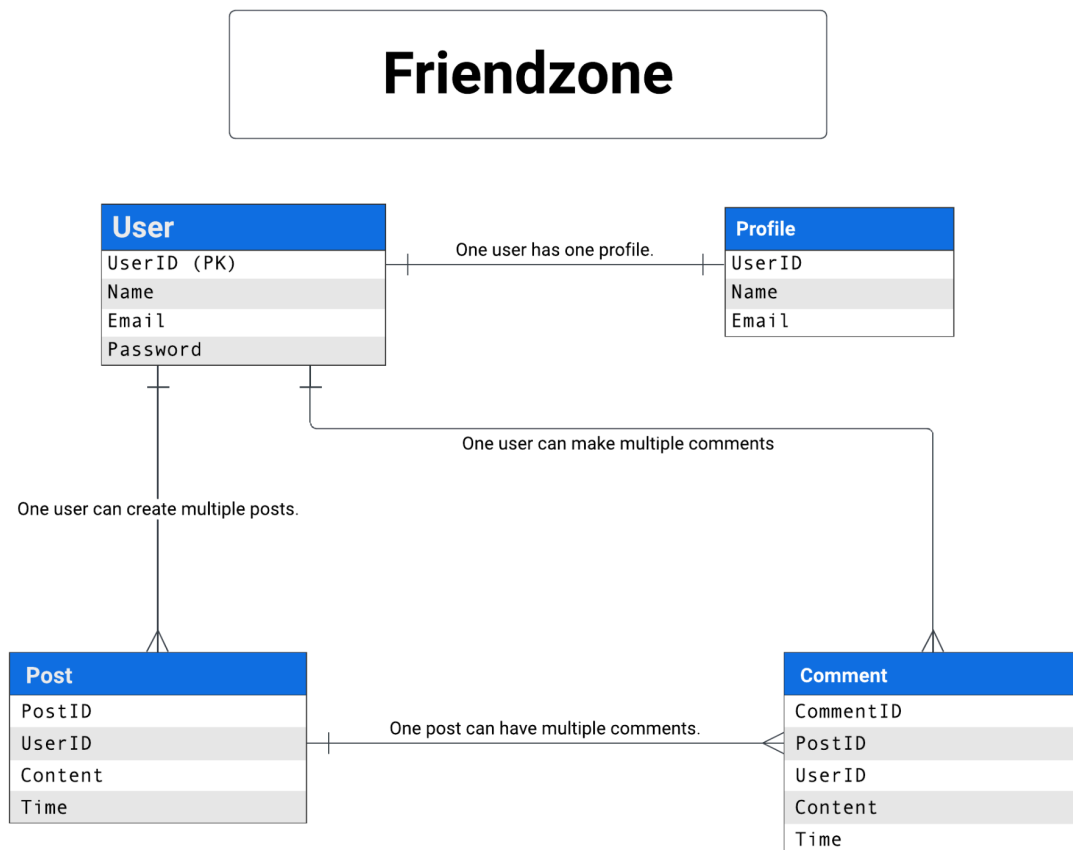 Friendzone
User
UserID (PK)
Name
Email
Password
One user has one profile.
Profile
UserID
Name
Email
One user can make multiple comments
One user can create multiple posts.
Post
PostID
UserID
Content
Time
One post can have multiple comments.
Comment
CommentID
PostID
UserID
Content
Time